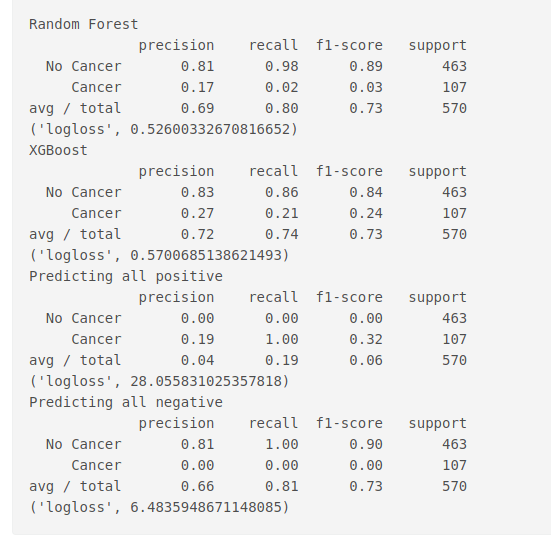 Random Forest
precision recall f1-score support
No Cancer 0.81 0.98 0.89 463
Cancer 0.17 0.02 0.03 107
avg / total 0.69 0.80 0.73 570
('logloss', 0.52600332670816652)
XGBoost
precision recall f1-score support
No Cancer 0.83 0.86 0.84 463
Cancer 0.27 0.21 0.24 107
avg / total 0.72 0.74 0.73 570
('logloss', 0.5700685138621493)
Predicting all positive
precision recall f1-score support
No Cancer 0.00 0.00 0.00 463
Cancer 0.19 1.00 0.32 107
avg / total 0.04 0.19 0.06 570
('logloss', 28.055831025357818)
Predicting all negative
precision recall f1-score support
No Cancer 0.81 1.00 0.90 463
Cancer 0.00 0.00 0.00 107
avg / total 0.66 0.81 0.73 570
('logloss', 6.4835948671148085)